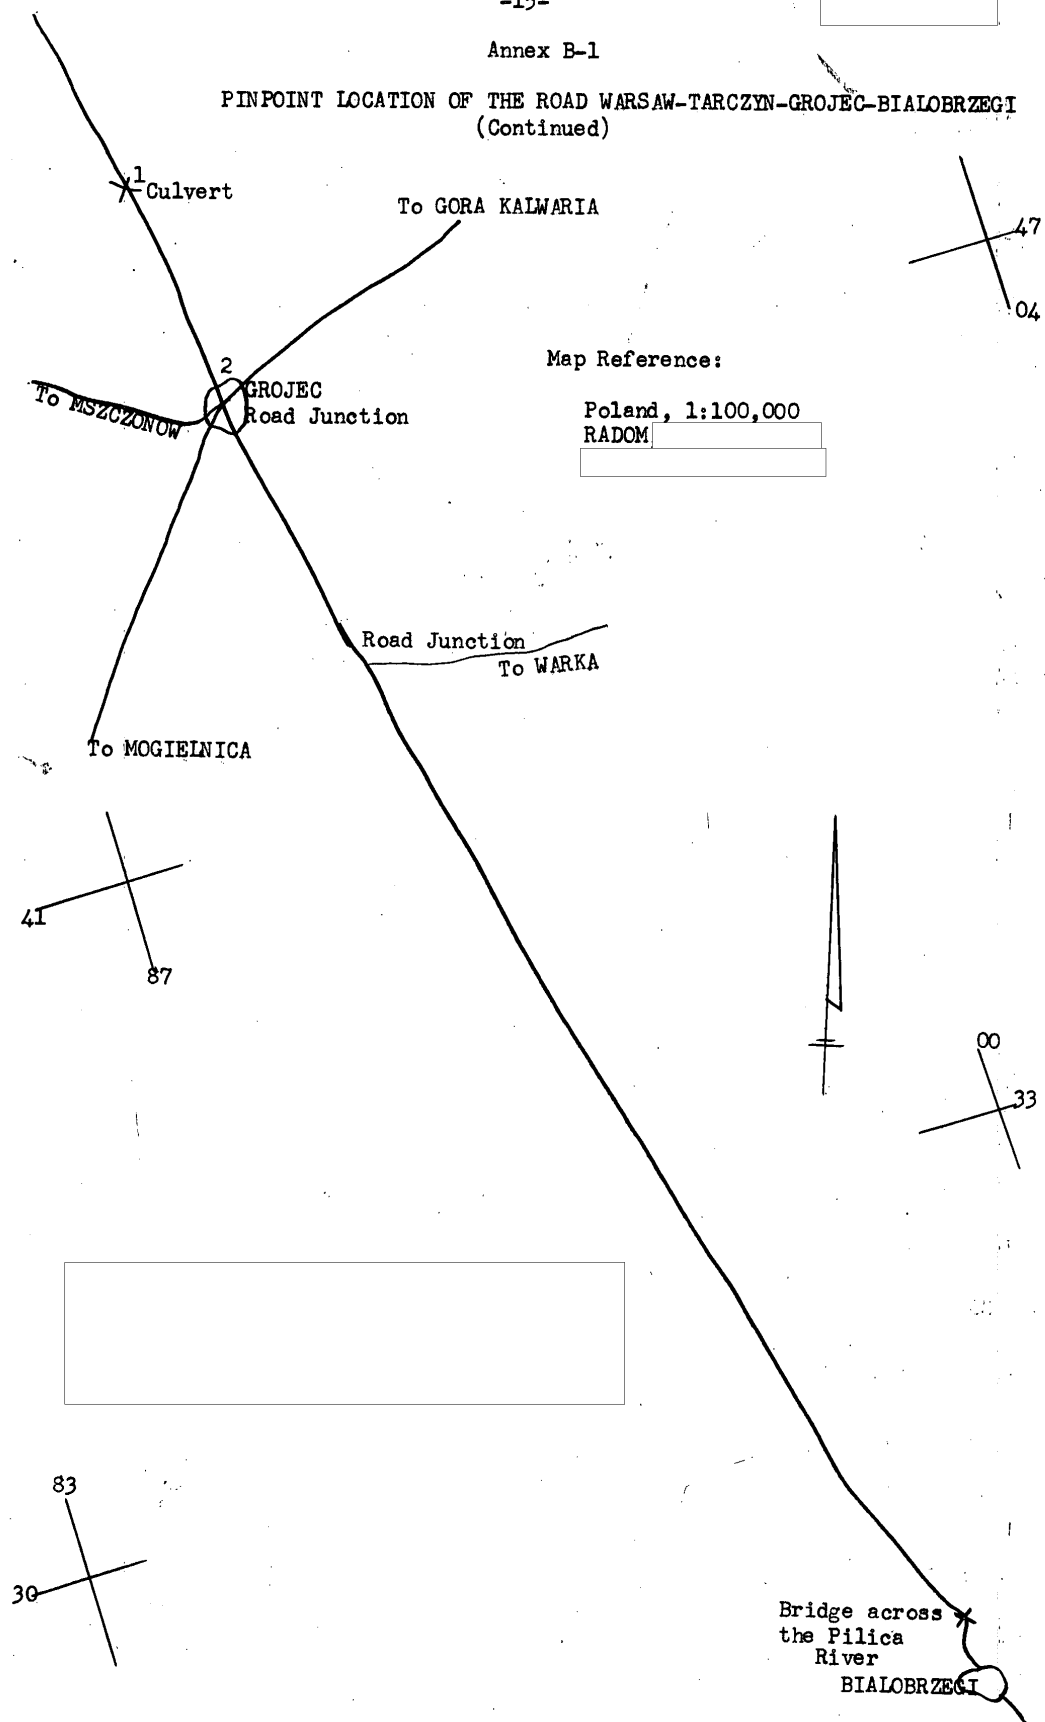 -15-
Annex B-1
PINPOINT LOCATION OF THE ROAD WARSAW-TARCZYN-GROJEC-BIALOBRZEGI
(Continued)
1
Culvert
To GORA KALWARIA
47
04
2
Map Reference:
To MSZCZONOW
GROJEC
Road Junction
Poland, 1:100,000
RADOM
Road Junction
To WARKA
To MOGIELNICA
41
87
00
33
83
30
Bridge across
the Pilica
River
BIALOBRZEGI